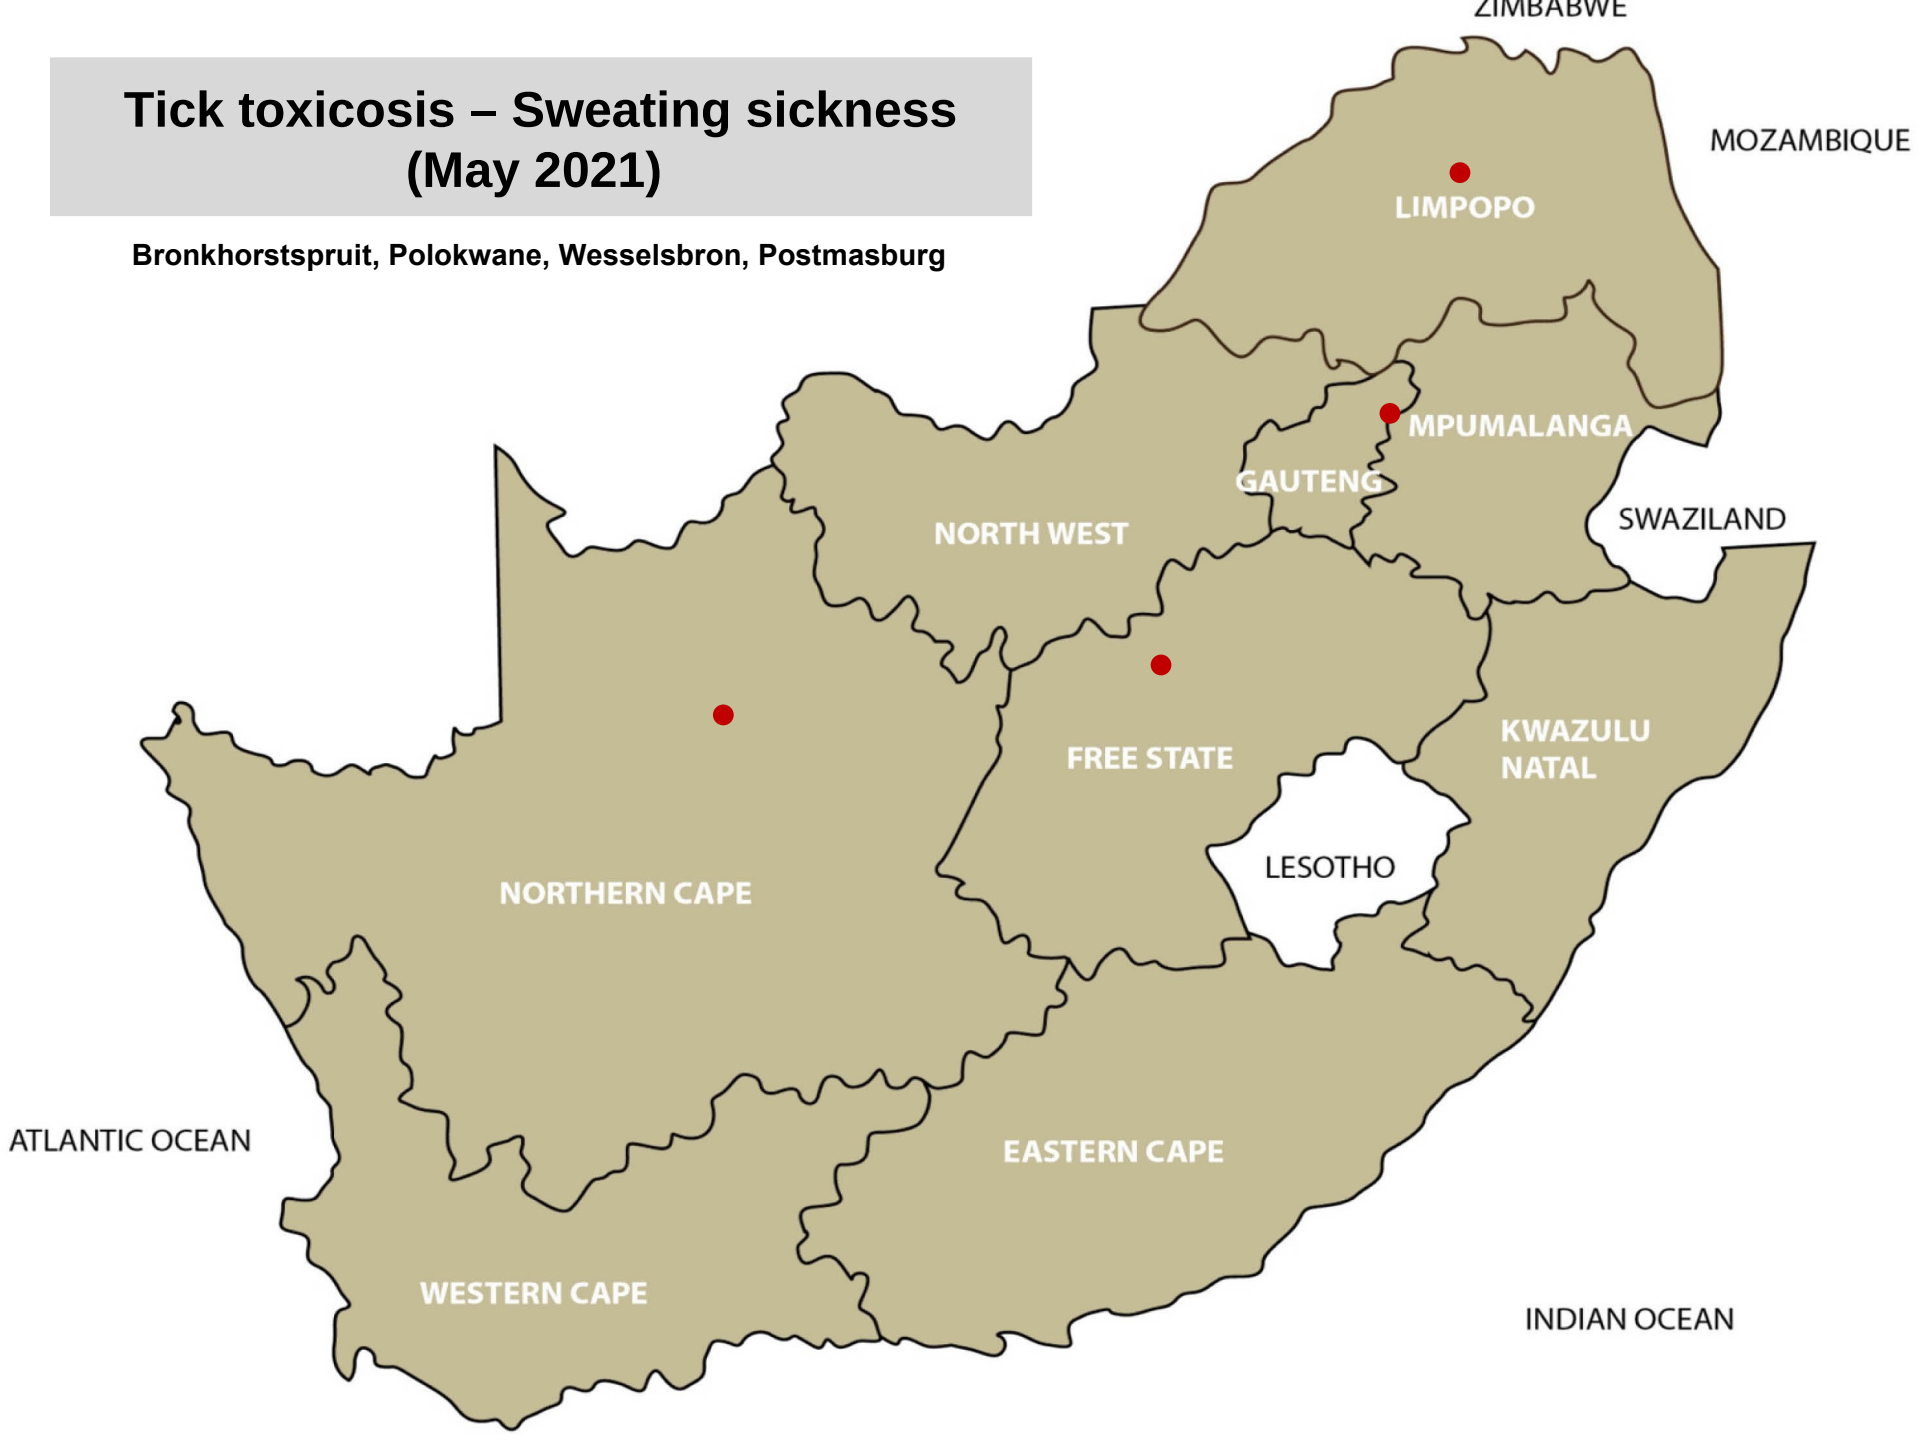 ZIMBABWE
Tick toxicosis – Sweating sickness
(May 2021)
MOZAMBIQUE
LIMPOPO
Bronkhorstspruit, Polokwane, Wesselsbron, Postmasburg
MPUMALANGA
GAUTENG
SWAZILAND
NORTH WEST
KWAZULU
NATAL
FREE STATE
LESOTHO
NORTHERN CAPE
ATLANTIC OCEAN
EASTERN CAPE
WESTERN CAPE
INDIAN OCEAN